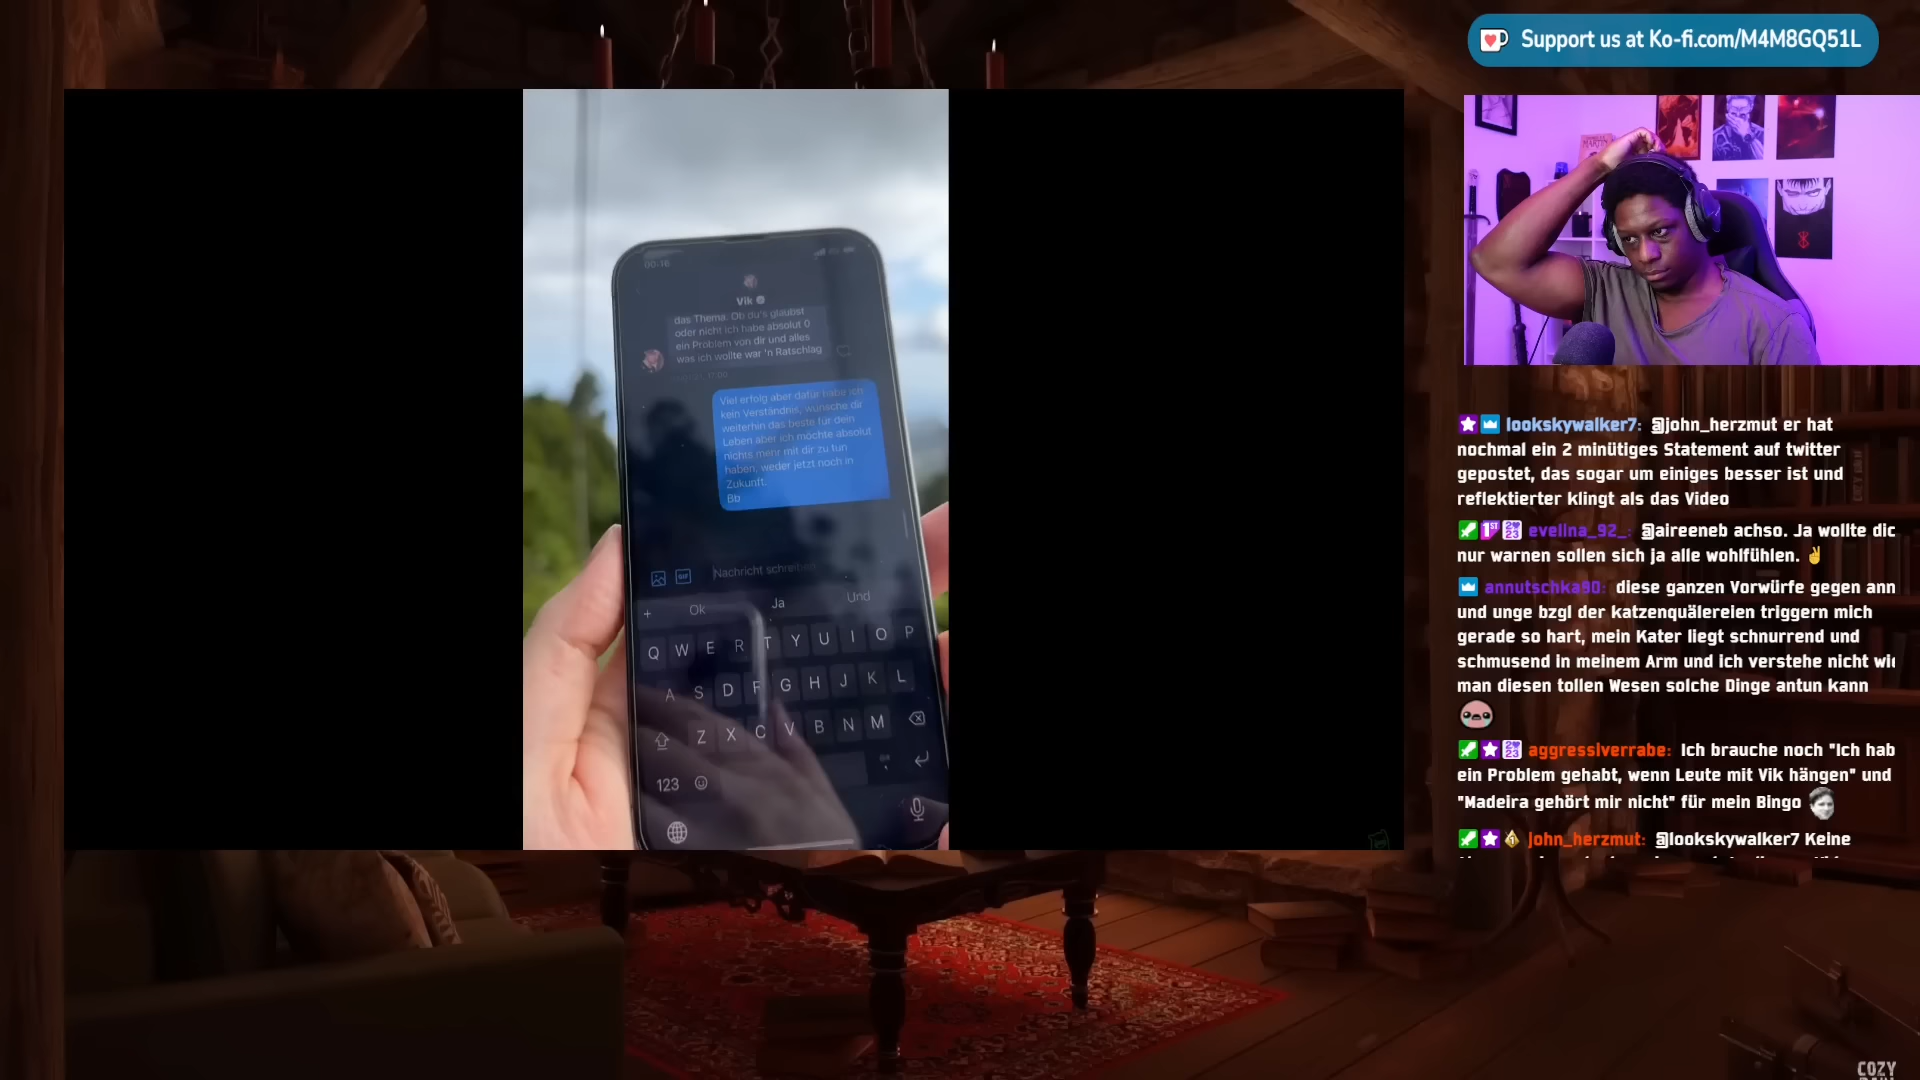 Support us at Ko-fi.com/M4M8GQ51L
00:16
Vik
das Thema. Ob du's glaubst
oder nicht ich habe absolut 0
ein Problem von dir und alles
was ich wollte war 'n Ratschlag
17:00
Viel erfolg aber dafür habe ich
kein Verständnis, wünsche dir
weiterhin das beste für dein
Leben aber ich möchte absolut
nichts mehr mit dir zu tun
haben, weder jetzt noch in
Zukunft.
Bb
GIF Nachricht schreiben
+ Ok Ja Und
Q W E R T Y U I O P
A S D F G H J K L
Z X C V B N M
123
lookskywalker7: @john_herzmut er hat
nochmal ein 2 minütiges Statement auf twitter
gepostet, das sogar um einiges besser ist und
reflektierter klingt als das Video
1ST evelina_92_: @aireeneb achso. Ja wollte dic
nur warnen sollen sich ja alle wohlfühlen. ✌
annutschka90: diese ganzen Vorwürfe gegen ann
und unge bzgl der katzenquälereien triggern mich
gerade so hart, mein Kater liegt schnurrend und
schmusend in meinem Arm und ich verstehe nicht wie
man diesen tollen Wesen solche Dinge antun kann
aggressiverrabe: Ich brauche noch "Ich hab
ein Problem gehabt, wenn Leute mit Vik hängen" und
"Madeira gehört mir nicht" für mein Bingo
john_herzmut: @lookskywalker7 Keine
COZY